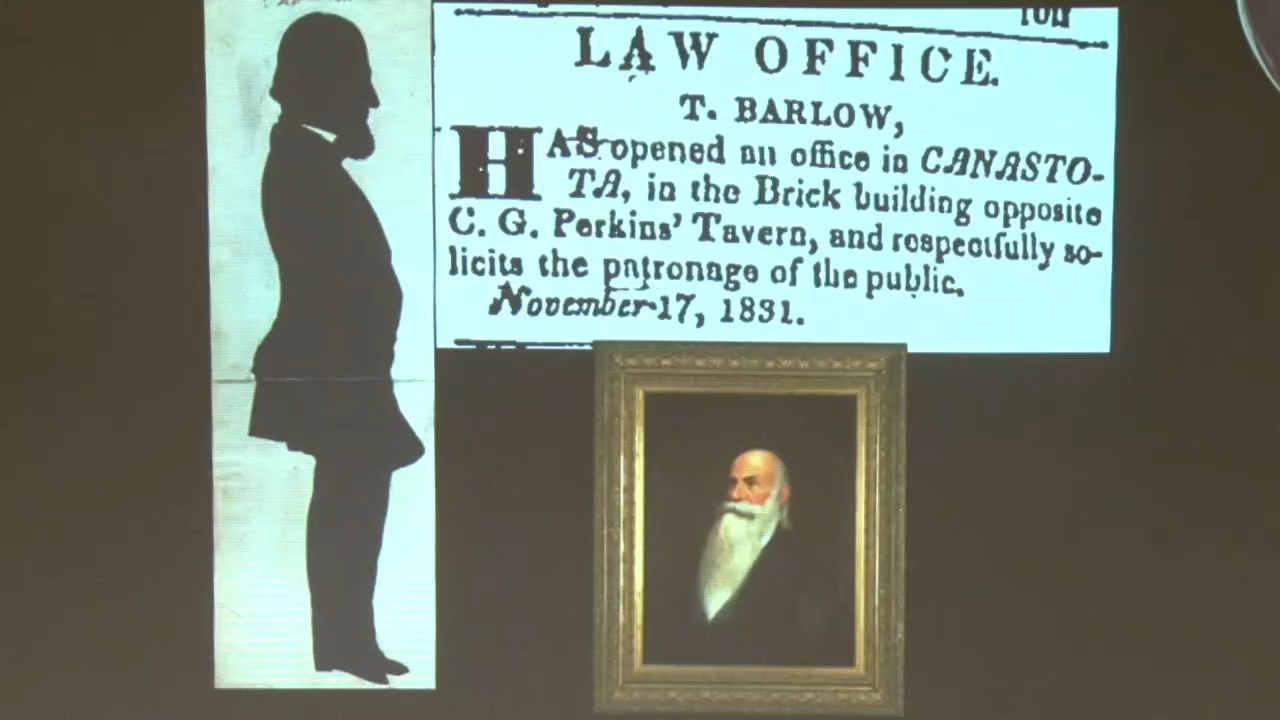 LAW OFFICE.
T. BARLOW,
HAS opened an office in CANASTO-
TA, in the Brick building opposite
C. G. Perkins' Tavern, and respectfully so-
licits the patronage of the public.
November 17, 1831.